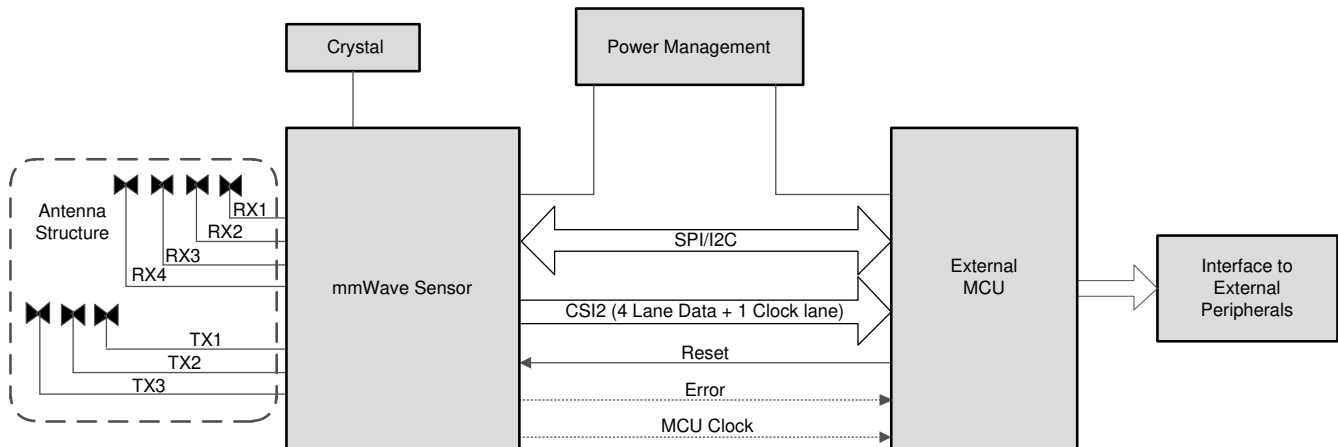 Crystal
Power Management
Antenna
Structure
RX1
RX2
RX3
RX4
TX1
TX2
TX3
mmWave Sensor
SPI/I2C
CSI2 (4 Lane Data + 1 Clock lane)
Reset
Error
MCU Clock
External
MCU
Interface to
External
Peripherals